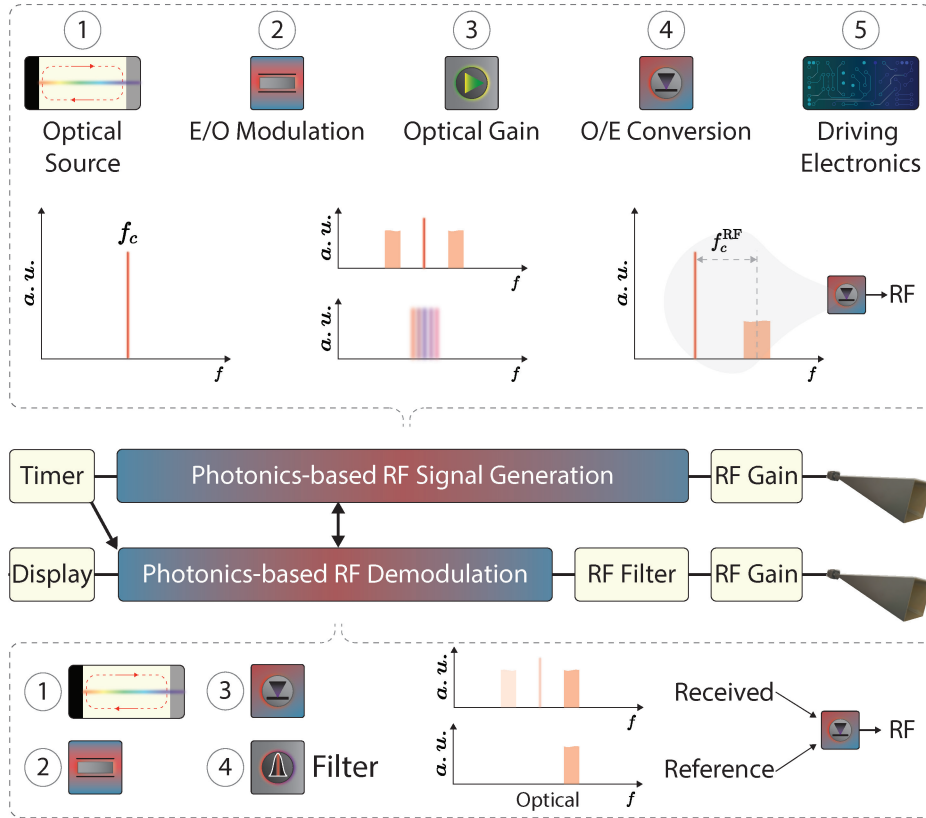 1
2
3
4
5
Optical
Source
E/O Modulation
Optical Gain
O/E Conversion
Driving
Electronics
a. u.
f_c
f
a. u.
f
a. u.
f
a. u.
f_c^RF
f
RF
Timer
Photonics-based RF Signal Generation
RF Gain
Display
Photonics-based RF Demodulation
RF Filter
RF Gain
1
3
2
4
Filter
a. u.
f
a. u.
Optical
f
Received
Reference
RF